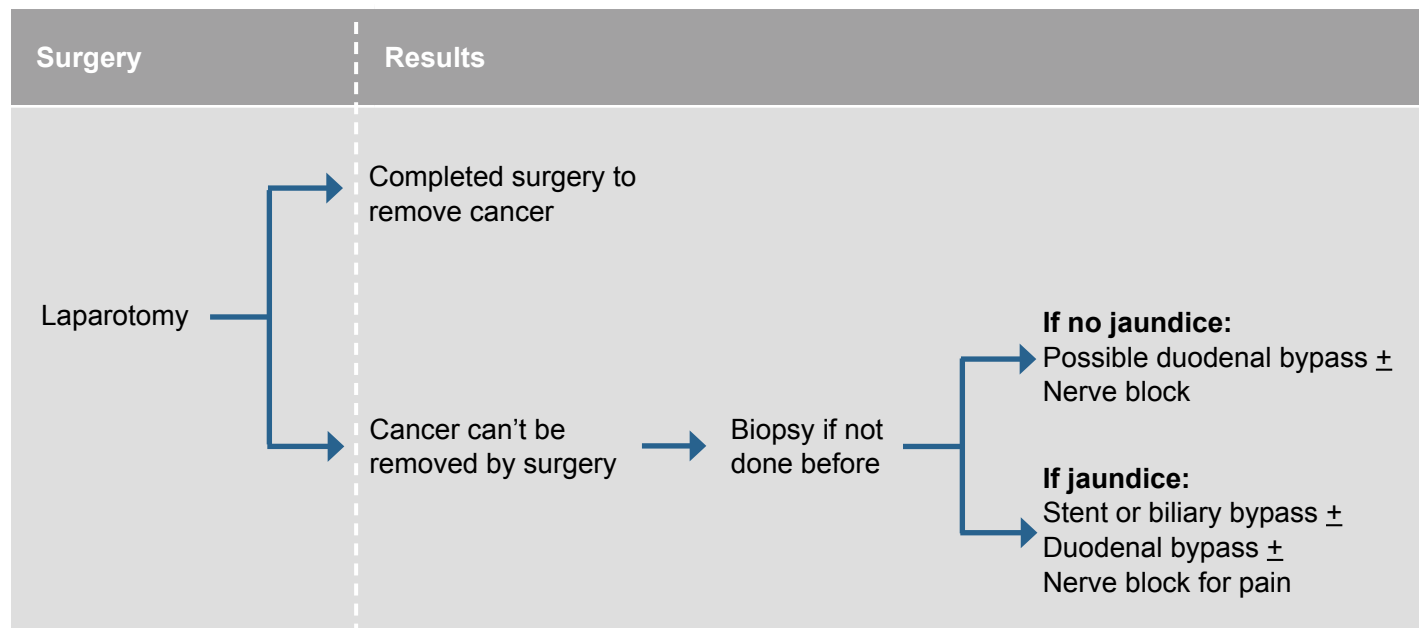 Surgery
Results
Completed surgery to
remove cancer
Laparotomy
Cancer can't be
removed by surgery
Biopsy if not
done before
If no jaundice:
Possible duodenal bypass ±
Nerve block
If jaundice:
Stent or biliary bypass ±
Duodenal bypass ±
Nerve block for pain